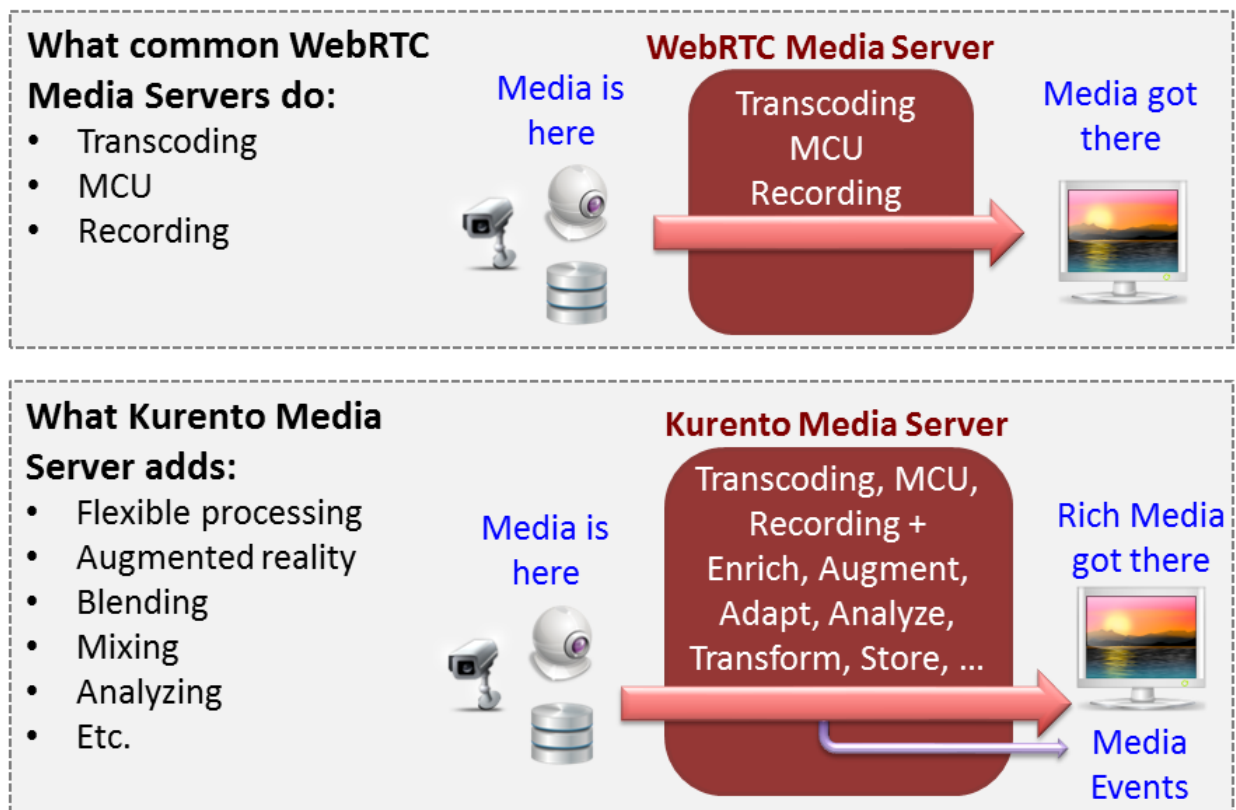 What common WebRTC
Media Servers do:
• Transcoding
• MCU
• Recording
Media is
here
WebRTC Media Server
Transcoding
MCU
Recording
Media got
there
What Kurento Media
Server adds:
• Flexible processing
• Augmented reality
• Blending
• Mixing
• Analyzing
• Etc.
Media is
here
Kurento Media Server
Transcoding, MCU,
Recording +
Enrich, Augment,
Adapt, Analyze,
Transform, Store, ...
Rich Media
got there
Media
Events